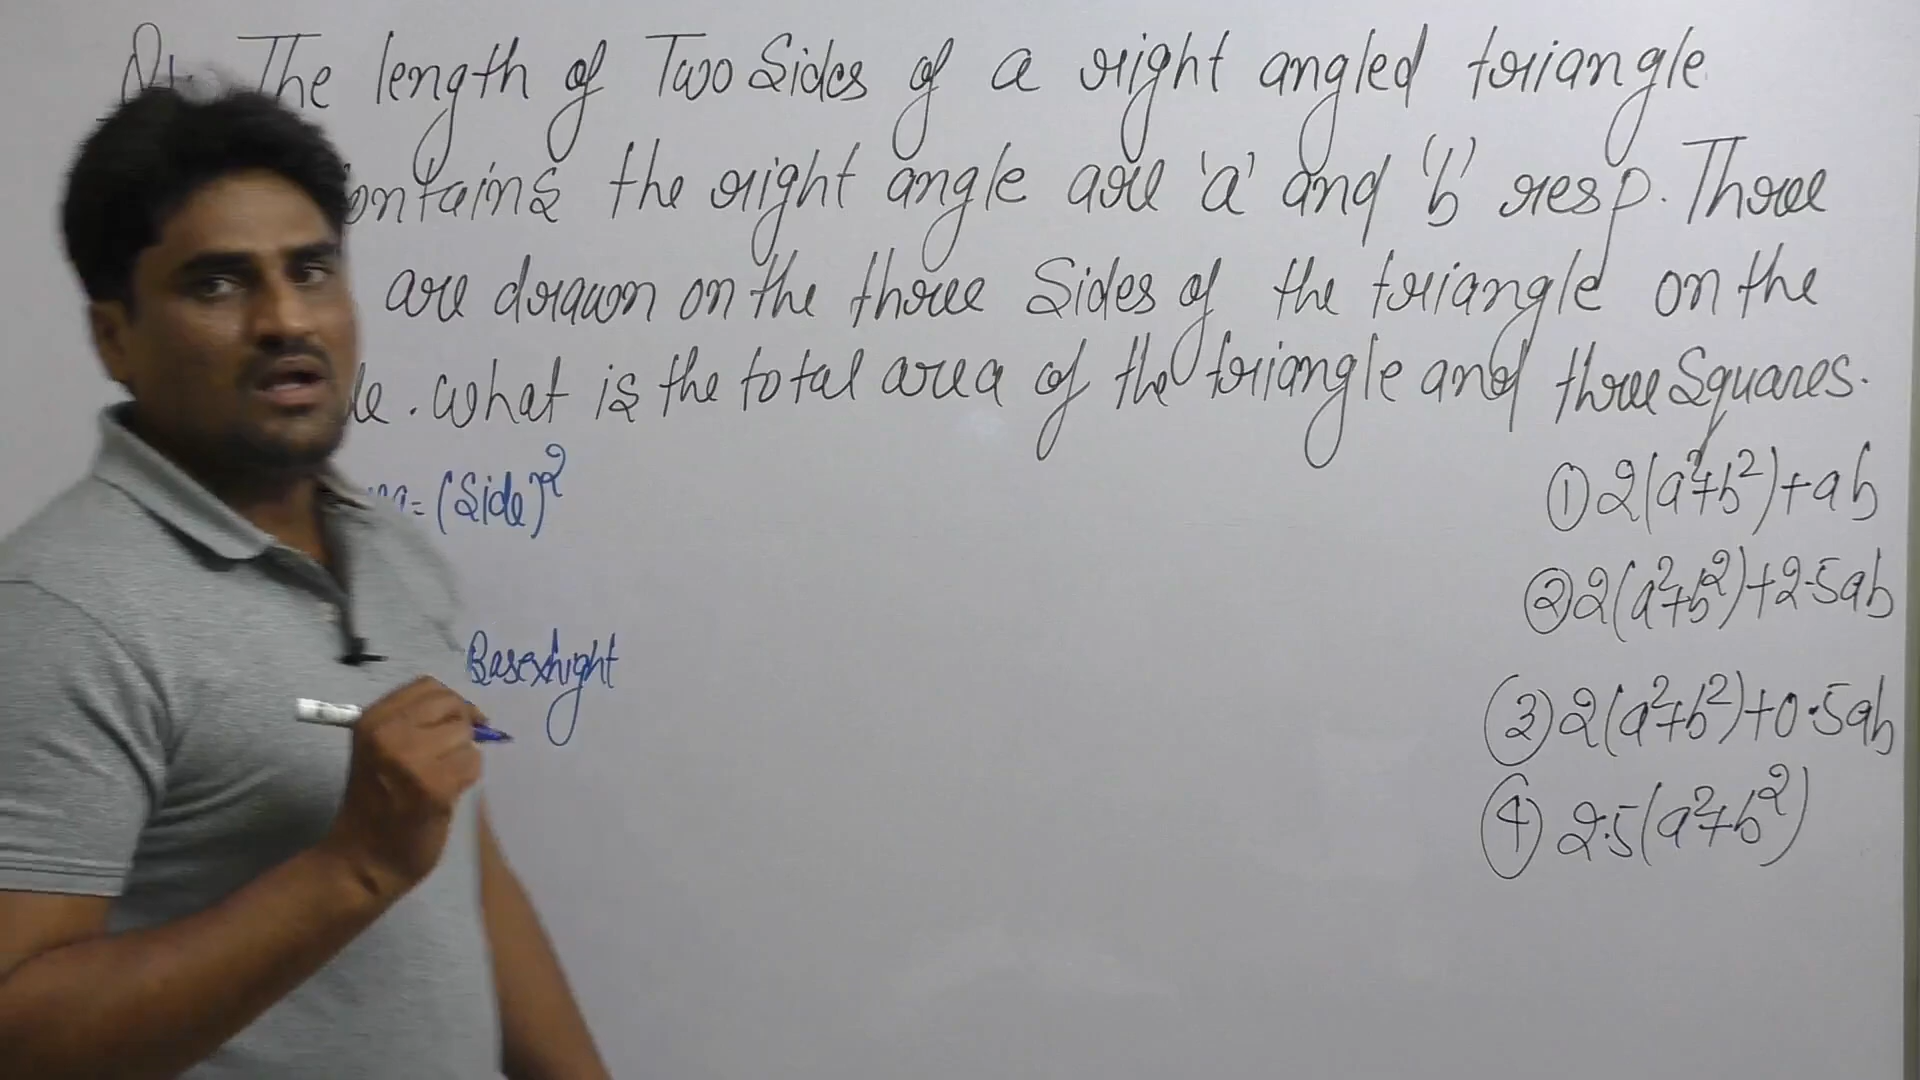 The length of Two Sides of a right angled triangle
contains the right angle are 'a' and 'b' resp. Three
are drawn on the three Sides of the triangle on the
. What is the total area of the triangle and three Squares.
= (Side)²
Base×hight
① 2(a²+b²)+ab
② 2(a²+b²)+2.5ab
③ 2(a²+b²)+0.5ab
④ 2.5(a²+b²)